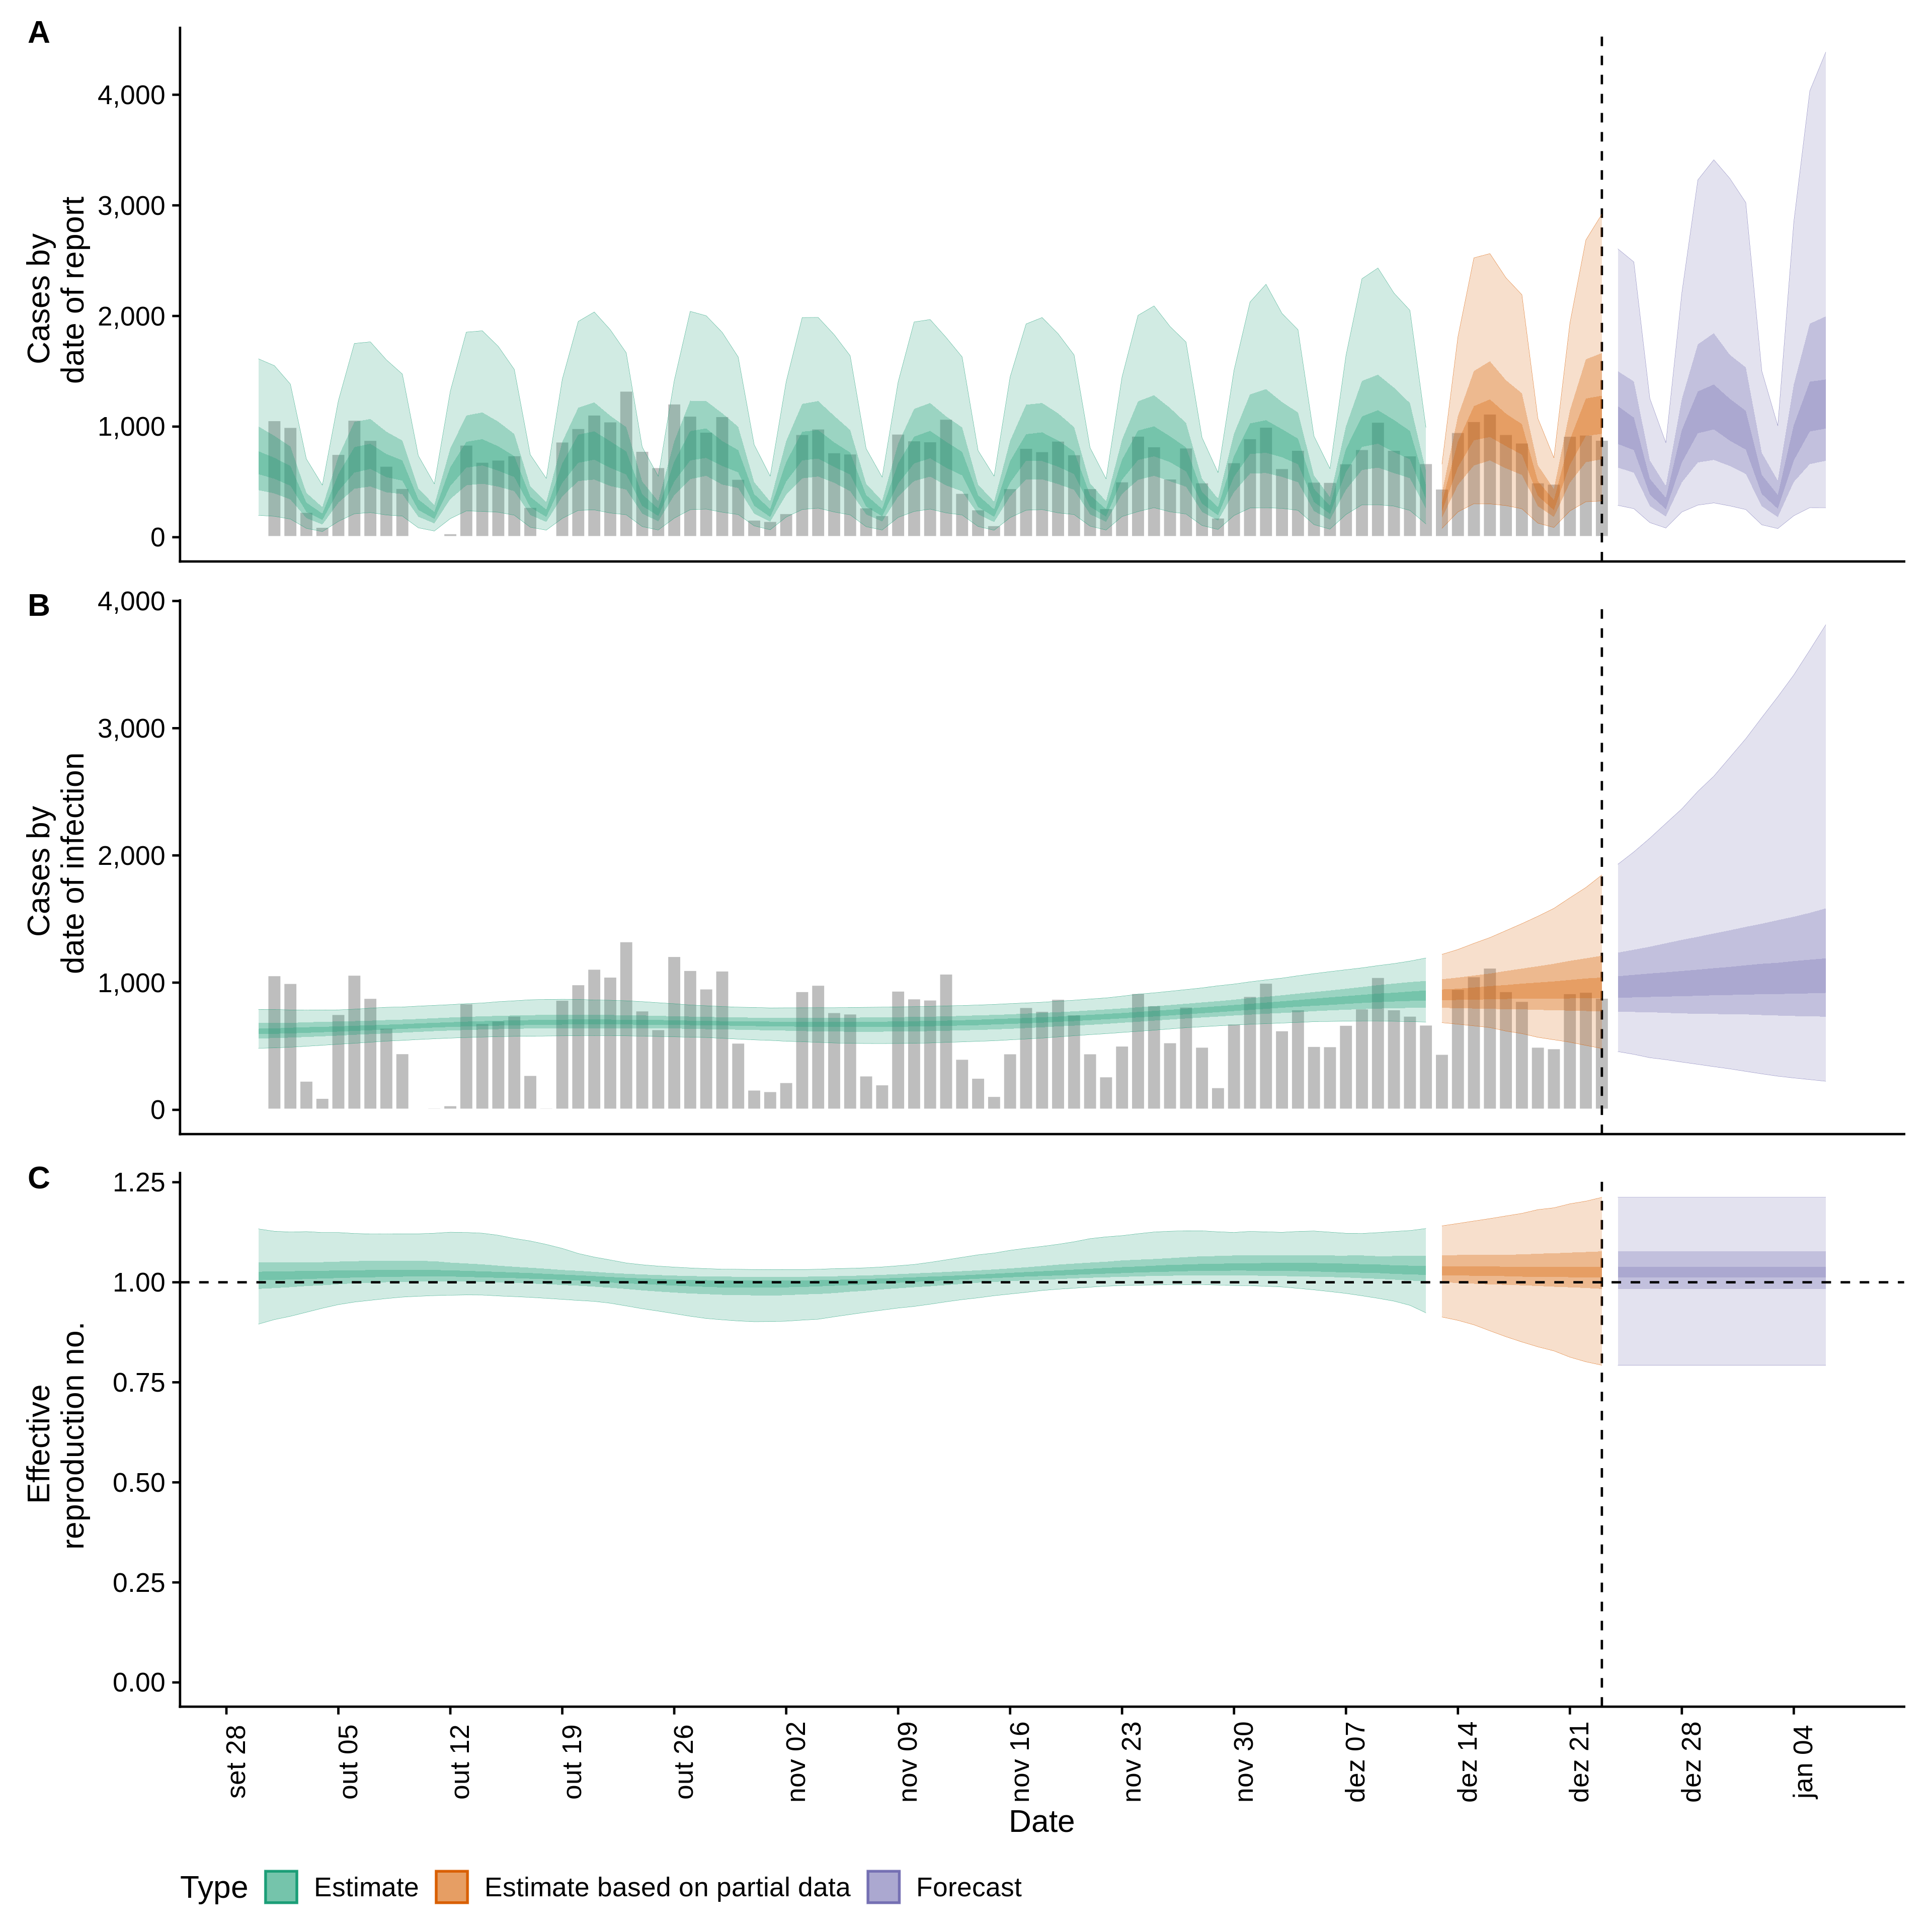 A
4,000
3,000
2,000
1,000
0
Cases by
date of report
B
4,000
3,000
2,000
1,000
0
Cases by
date of infection
C
1.25
1.00
0.75
0.50
0.25
0.00
Effective
reproduction no.
set 28
out 05
out 12
out 19
out 26
nov 02
nov 09
nov 16
nov 23
nov 30
dez 07
dez 14
dez 21
dez 28
jan 04
Date
Type Estimate Estimate based on partial data Forecast